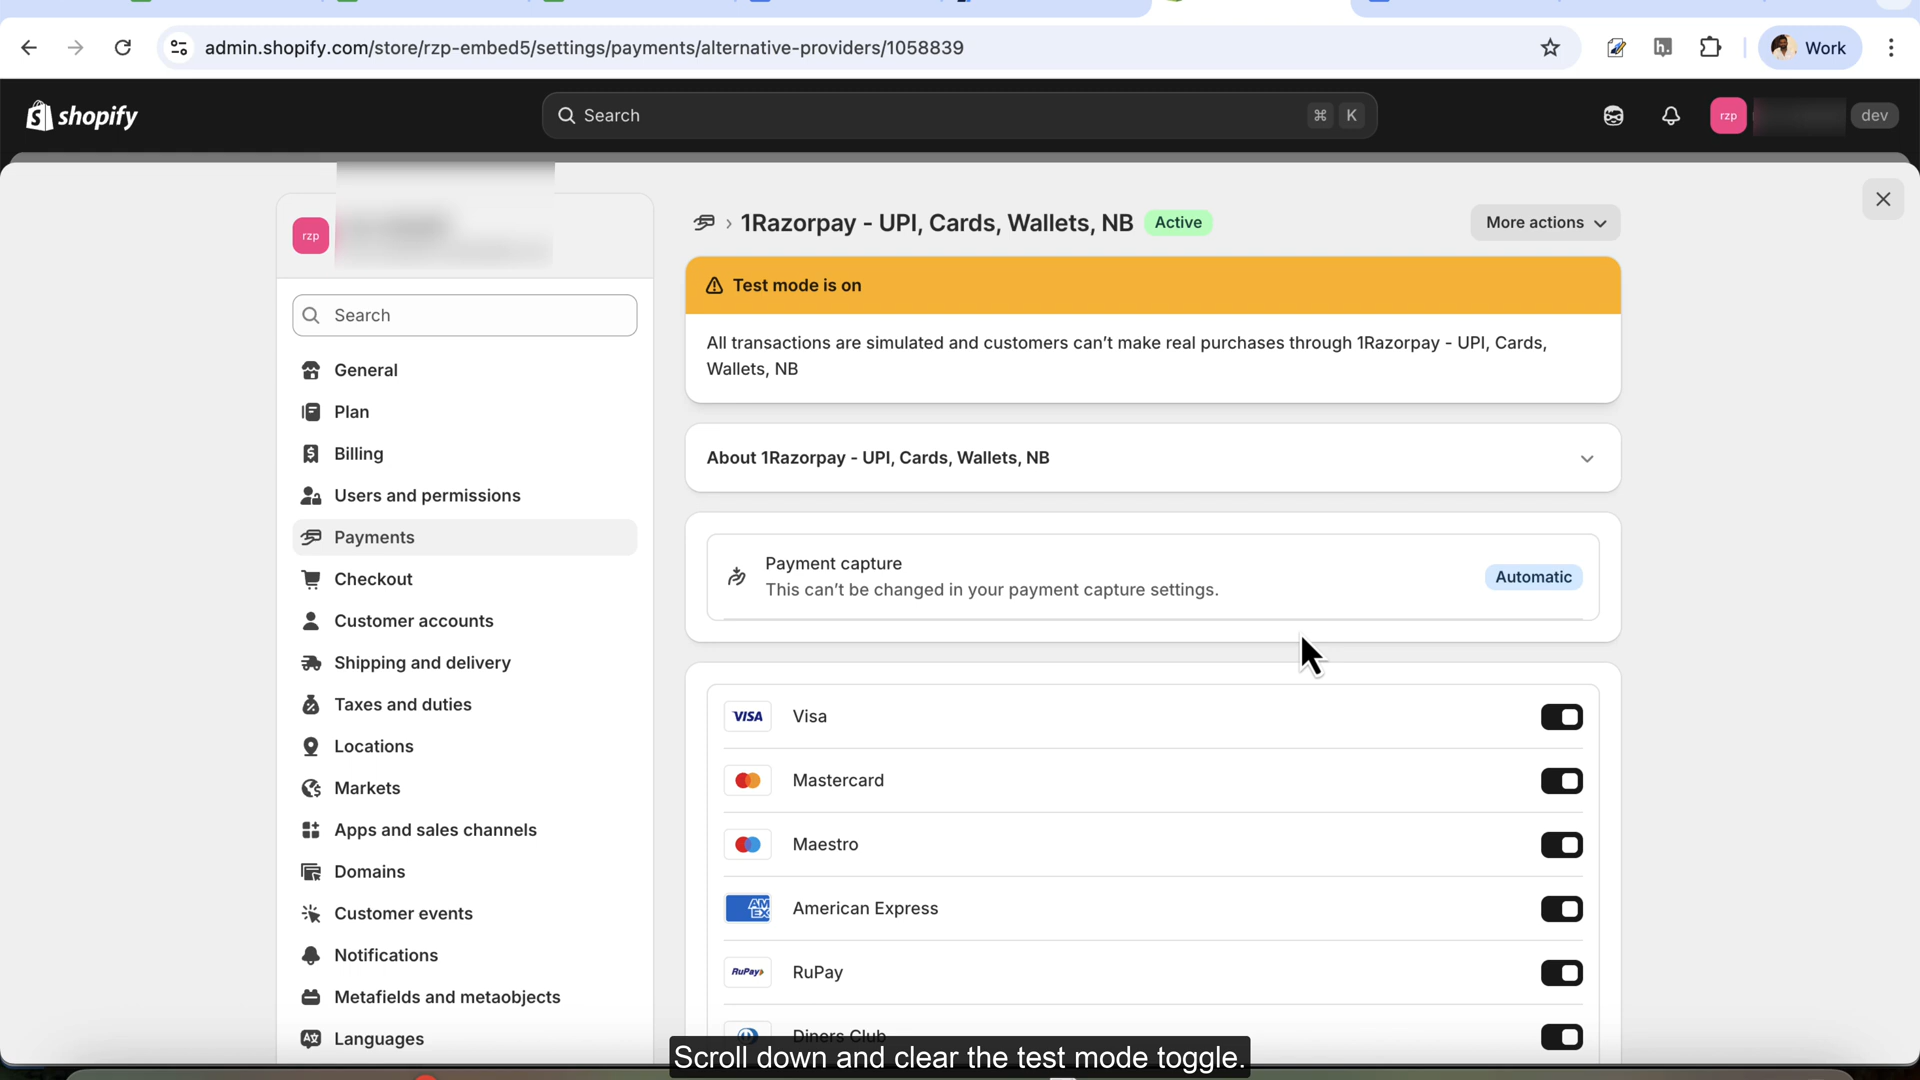 admin.shopify.com/store/rzp-embed5/settings/payments/alternative-providers/1058839
Work
shopify
Search
⌘ K
rzp
dev
rzp
Search
General
Plan
Billing
Users and permissions
Payments
Checkout
Customer accounts
Shipping and delivery
Taxes and duties
Locations
Markets
Apps and sales channels
Domains
Customer events
Notifications
Metafields and metaobjects
Languages
› 1Razorpay - UPI, Cards, Wallets, NB Active
More actions
Test mode is on
All transactions are simulated and customers can’t make real purchases through 1Razorpay - UPI, Cards,
Wallets, NB
About 1Razorpay - UPI, Cards, Wallets, NB
Payment capture
This can’t be changed in your payment capture settings.
Automatic
VISA Visa
Mastercard
Maestro
AM EX American Express
RuPay RuPay
Diners Club
Scroll down and clear the test mode toggle.